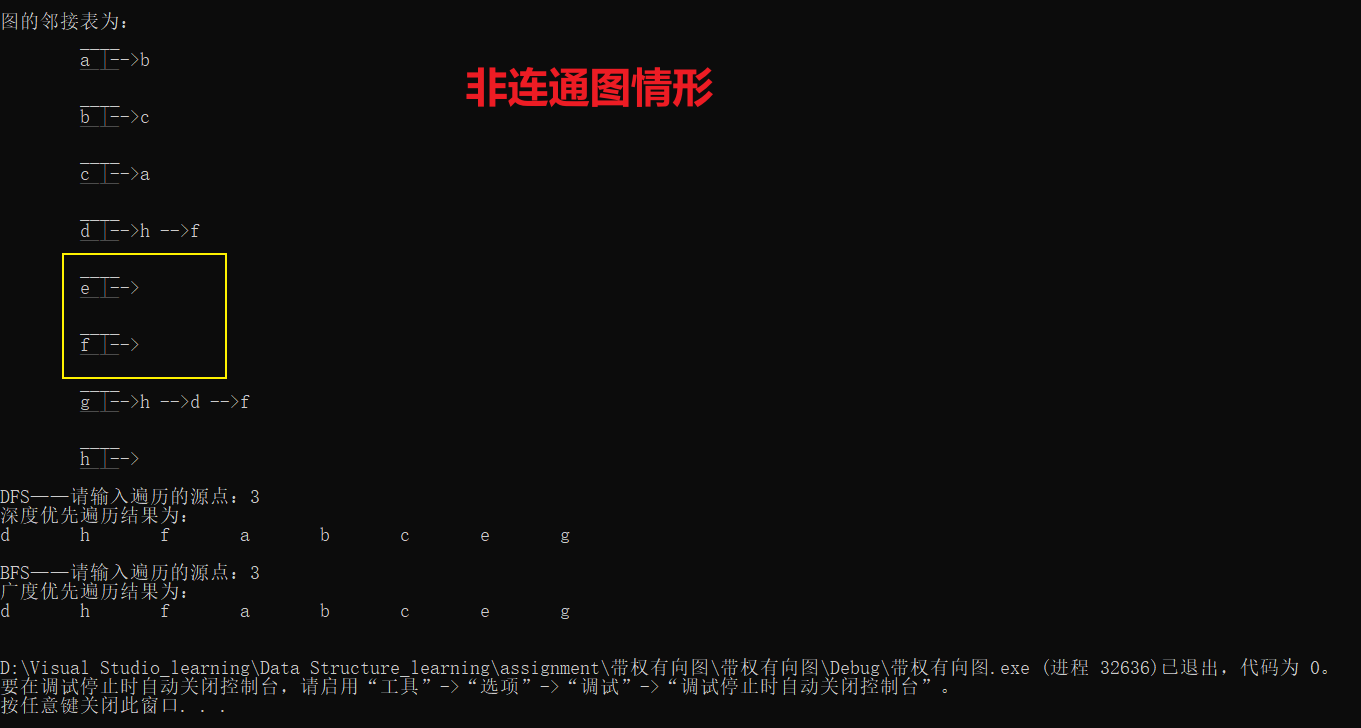 图的邻接表为：
a |-->b
非连通图情形
b |-->c
c |-->a
d |-->h -->f
e |-->
f |-->
g |-->h -->d -->f
h |-->
DFS——请输入遍历的源点：3
深度优先遍历结果为：
d h f a b c e g
BFS——请输入遍历的源点：3
广度优先遍历结果为：
d h f a b c e g
D:\Visual Studio_learning\Data Structure_learning\assignment\带权有向图\带权有向图\Debug\带权有向图.exe (进程 32636)已退出，代码为 0。
要在调试停止时自动关闭控制台，请启用“工具”->“选项”->“调试”->“调试停止时自动关闭控制台”。
按任意键关闭此窗口. . .